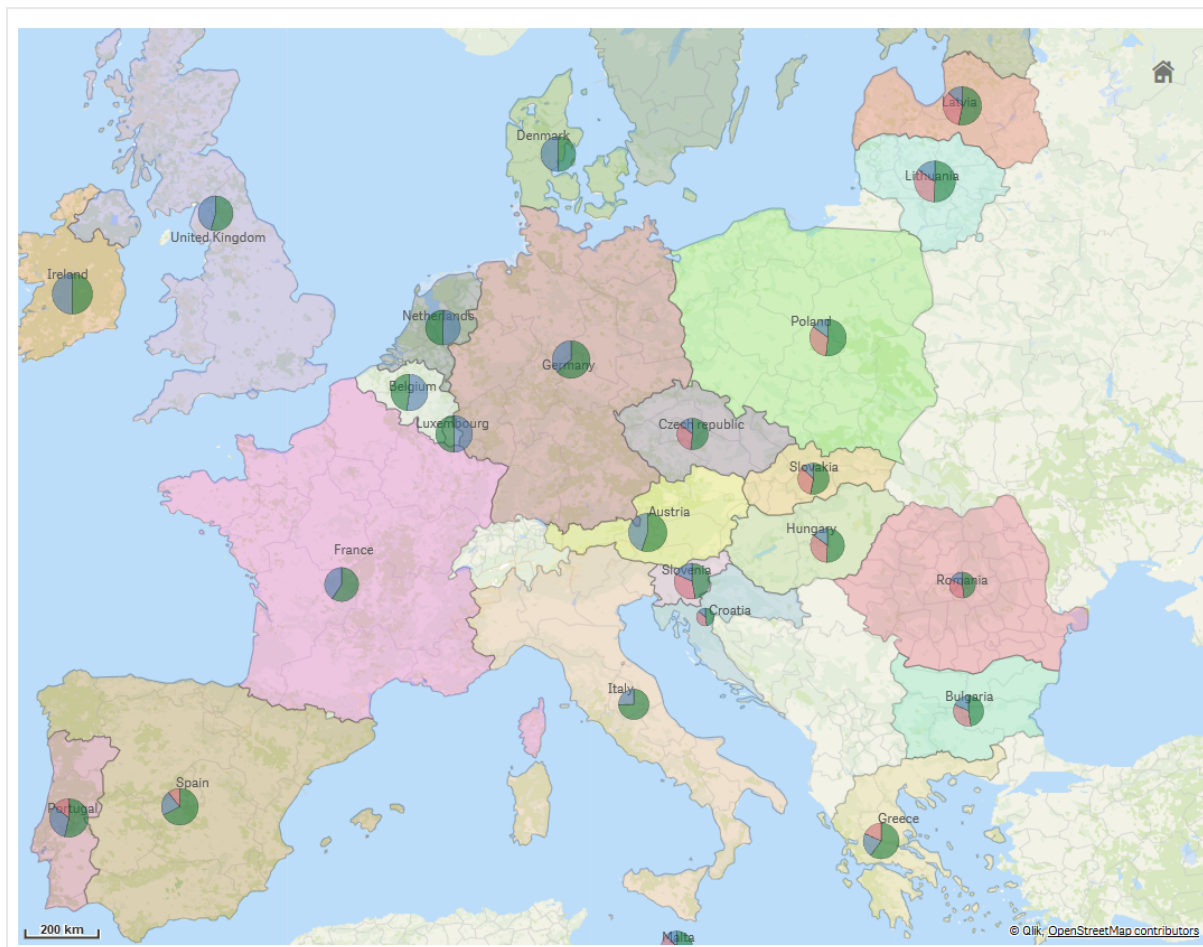 Latvia
Denmark
Lithuania
United Kingdom
Ireland
Netherlands
Poland
Germany
Belgium
Luxembourg
Czech republic
Slovakia
Austria
Hungary
France
Slovenia
Romania
Croatia
Italy
Bulgaria
Spain
Portugal
Greece
200 km
© Qlik, OpenStreetMap contributors
Malta